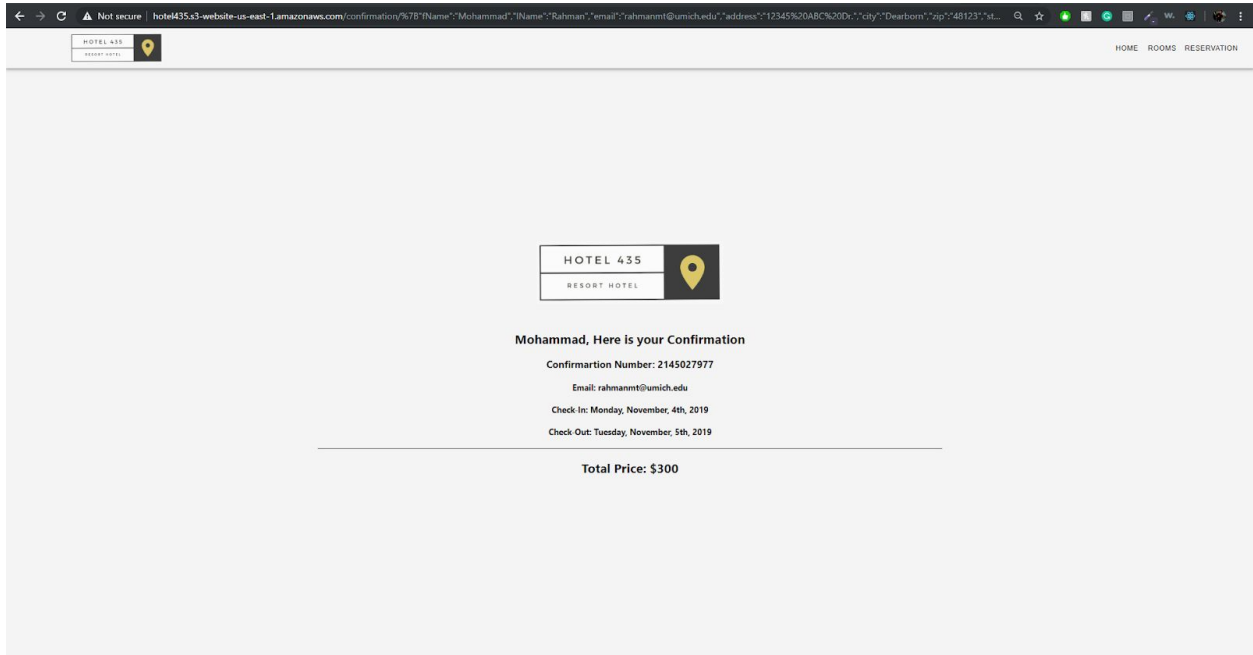 Not secure | hotel435.s3-website-us-east-1.amazonaws.com/confirmation/%7B"fName":"Mohammad","lName":"Rahman","email":"rahmanmt@umich.edu","address":"12345%20ABC%20Dr.","city":"Dearborn","zip":"48123","st...
HOTEL 435
RESORT HOTEL
HOME ROOMS RESERVATION
HOTEL 435
RESORT HOTEL
Mohammad, Here is your Confirmation
Confirmartion Number: 2145027977
Email: rahmanmt@umich.edu
Check-In: Monday, November, 4th, 2019
Check-Out: Tuesday, November, 5th, 2019
Total Price: $300